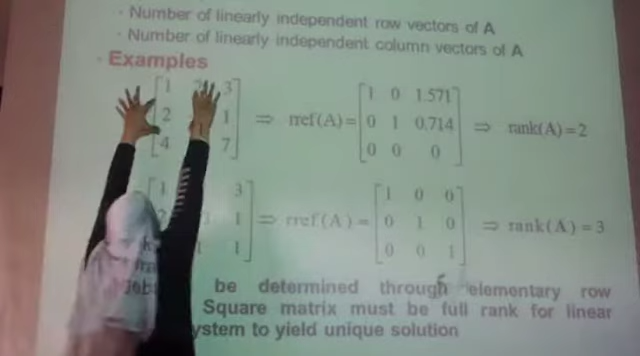 · Number of linearly independent row vectors of A
· Number of linearly independent column vectors of A
· Examples
[1 3; 2 1; 4 7] ⇒ rref(A)= [1 0 1.571; 0 1 0.714; 0 0 0] ⇒ rank(A)=2
[1 3; 1; 1 1] ⇒ rref(A)= [1 0 0; 0 1 0; 0 0 1] ⇒ rank(A)=3
be determined through elementary row
Square matrix must be full rank for linear
ystem to yield unique solution